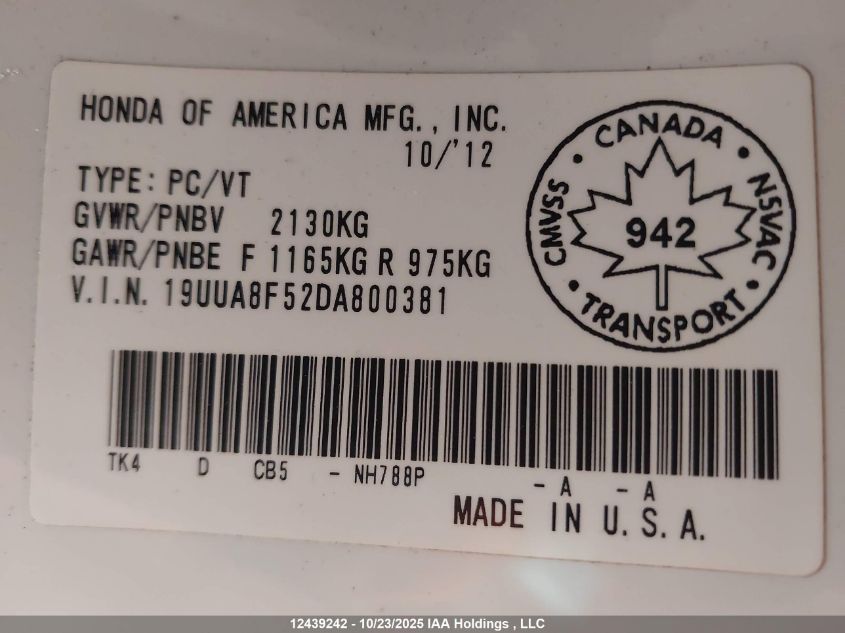 HONDA OF AMERICA MFG., INC.
10/'12
TYPE: PC/VT
GVWR/PNBV 2130KG
GAWR/PNBE F 1165KG R 975KG
V.I.N. 19UUA8F52DA800381
CANADA
CMVSS
942
NSVAC
TRANSPORT
TK4 D CB5 - NH788P - A - A
MADE IN U.S.A.
12439242 - 10/23/2025 IAA Holdings , LLC